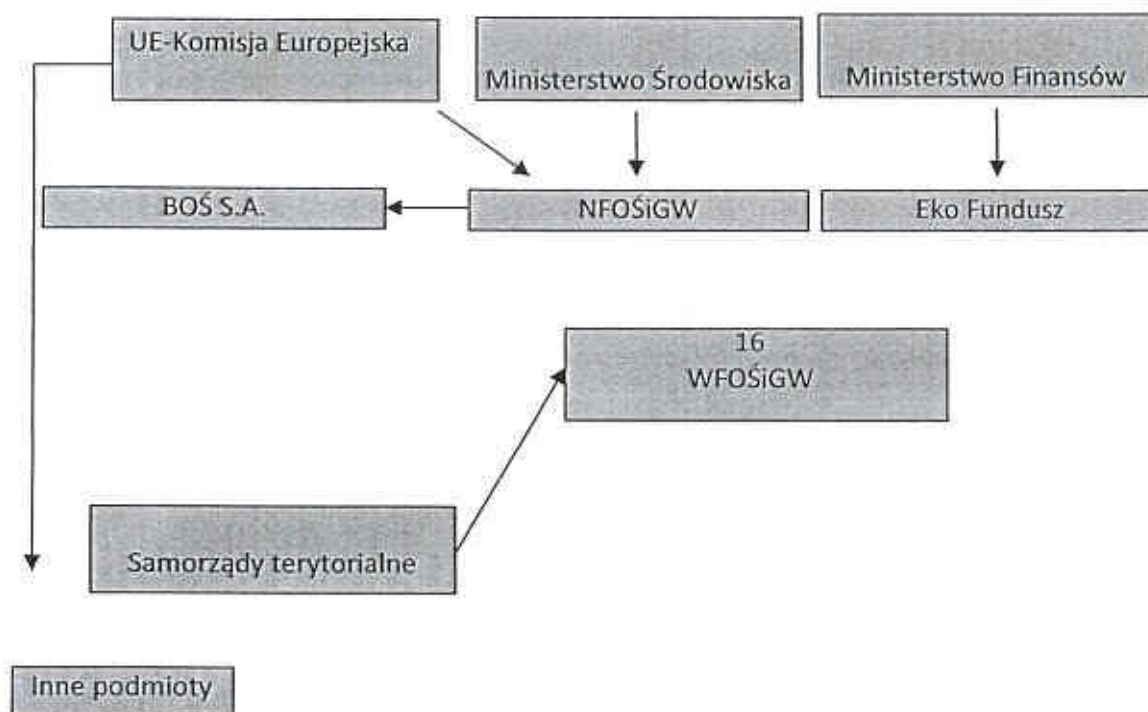 UE-Komisja Europejska
Ministerstwo Środowiska
Ministerstwo Finansów
BOŚ S.A.
NFOŚiGW
Eko Fundusz
16
WFOŚiGW
Samorządy terytorialne
Inne podmioty